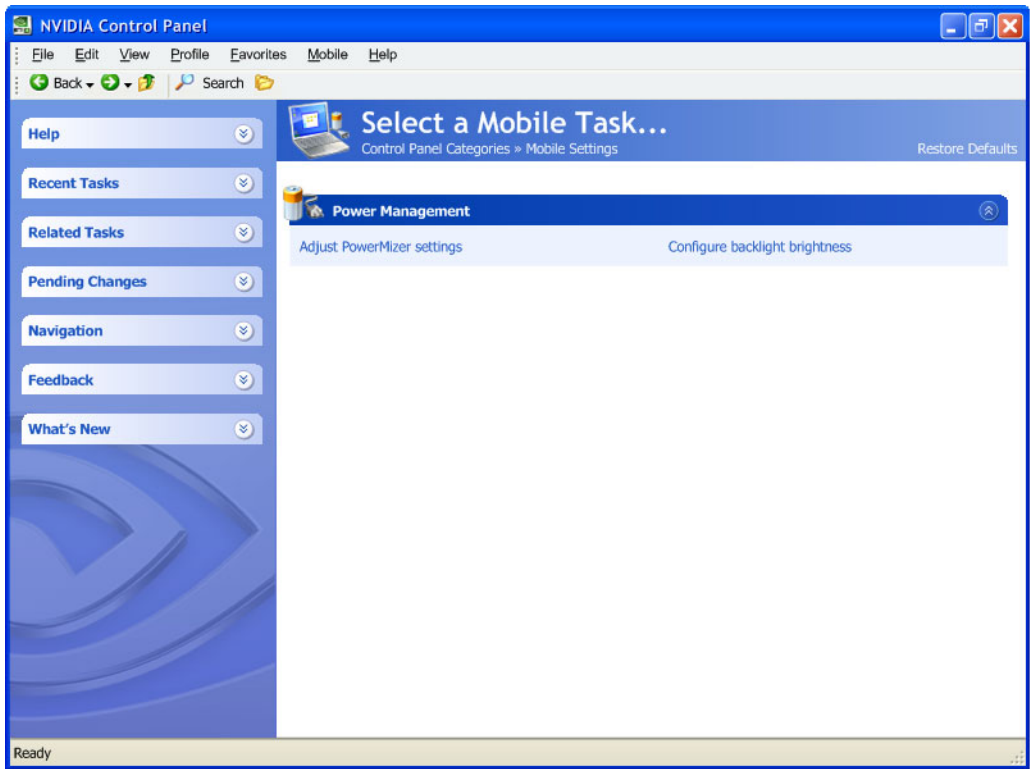 NVIDIA Control Panel
File Edit View Profile Favorites Mobile Help
Back Search
Select a Mobile Task...
Control Panel Categories » Mobile Settings
Restore Defaults
Help
Recent Tasks
Related Tasks
Pending Changes
Navigation
Feedback
What's New
Power Management
Adjust PowerMizer settings
Configure backlight brightness
Ready